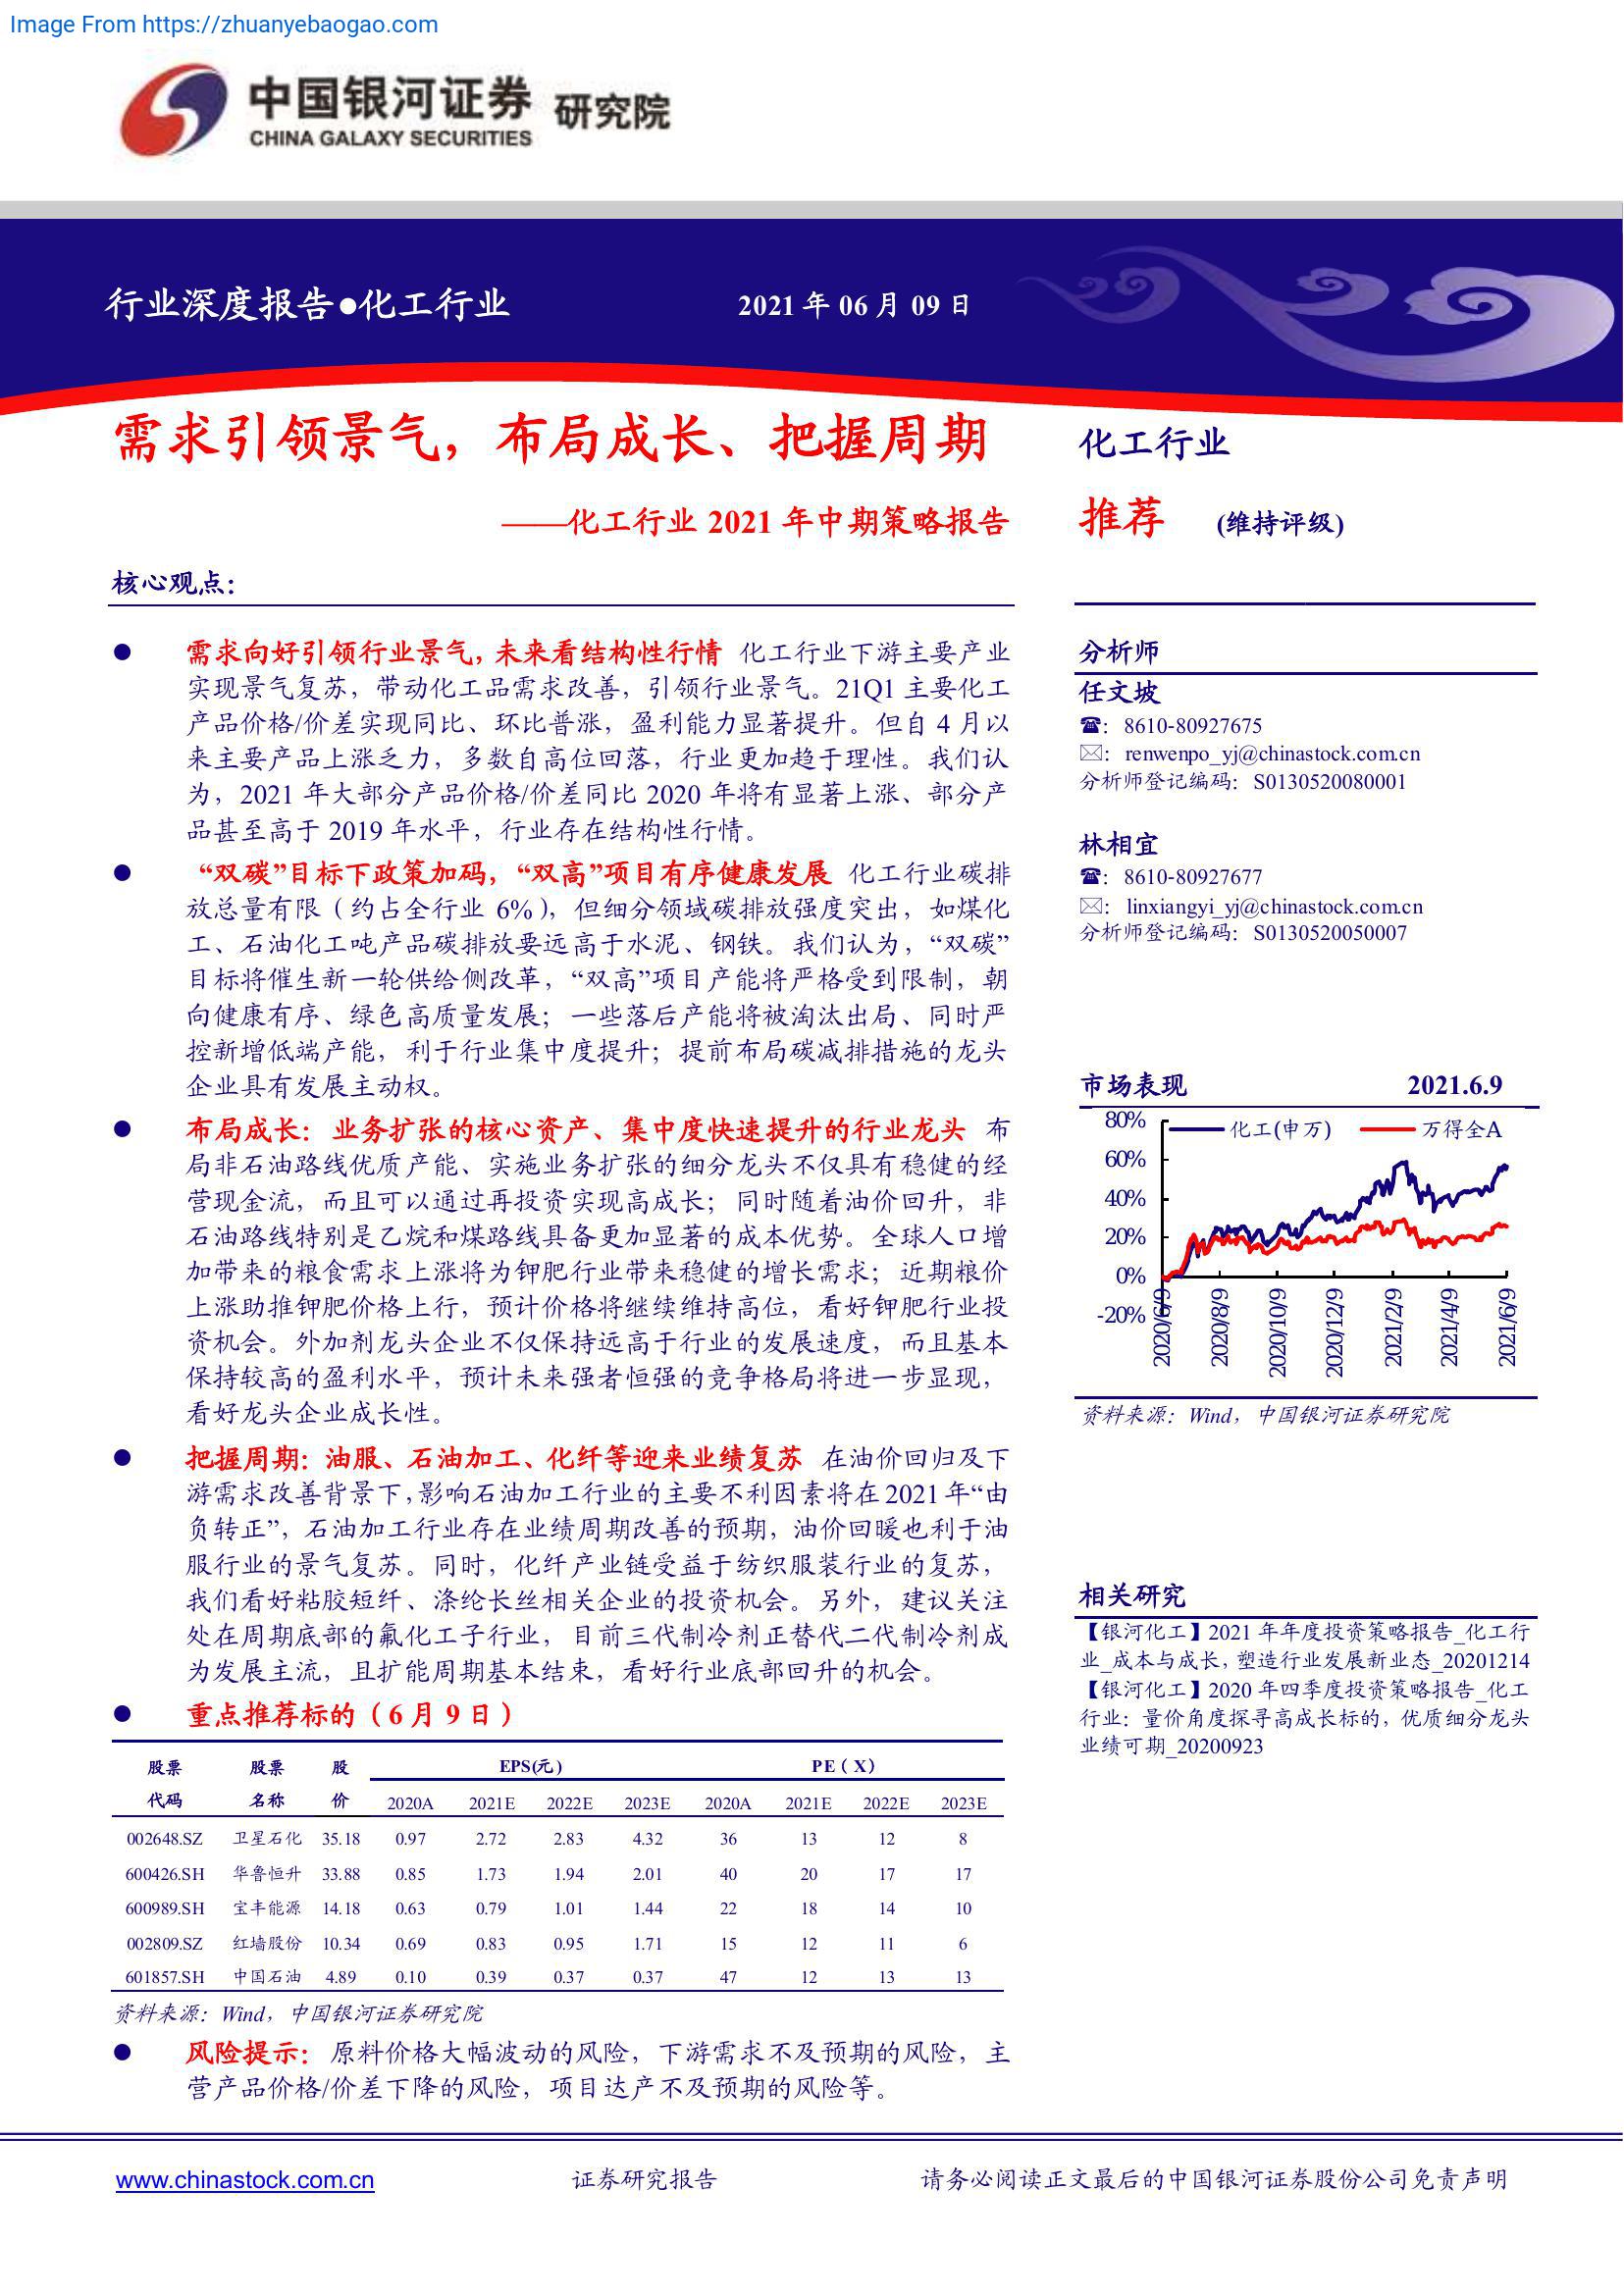 Image From https://zhuanyebaogao.com
中国银河证券 研究院
CHINA GALAXY SECURITIES
行业深度报告●化工行业 2021 年 06 月 09 日
需求引领景气，布局成长、把握周期
——化工行业 2021 年中期策略报告
核心观点：
● 需求向好引领行业景气，未来看结构性行情 化工行业下游主要产业
实现景气复苏，带动化工品需求改善，引领行业景气。21Q1 主要化工
产品价格/价差实现同比、环比普涨，盈利能力显著提升。但自 4 月以
来主要产品上涨乏力，多数自高位回落，行业更加趋于理性。我们认
为，2021 年大部分产品价格/价差同比 2020 年将有显著上涨、部分产
品甚至高于 2019 年水平，行业存在结构性行情。
● “双碳”目标下政策加码，“双高”项目有序健康发展 化工行业碳排
放总量有限（约占全行业 6%），但细分领域碳排放强度突出，如煤化
工、石油化工吨产品碳排放要远高于水泥、钢铁。我们认为，“双碳”
目标将催生新一轮供给侧改革，“双高”项目产能将严格受到限制，朝
向健康有序、绿色高质量发展；一些落后产能将被淘汰出局、同时严
控新增低端产能，利于行业集中度提升；提前布局碳减排措施的龙头
企业具有发展主动权。
● 布局成长：业务扩张的核心资产、集中度快速提升的行业龙头 布
局非石油路线优质产能、实施业务扩张的细分龙头不仅具有稳健的经
营现金流，而且可以通过再投资实现高成长；同时随着油价回升，非
石油路线特别是乙烷和煤路线具备更加显著的成本优势。全球人口增
加带来的粮食需求上涨将为钾肥行业带来稳健的增长需求；近期粮价
上涨助推钾肥价格上行，预计价格将继续维持高位，看好钾肥行业投
资机会。外加剂龙头企业不仅保持远高于行业的发展速度，而且基本
保持较高的盈利水平，预计未来强者恒强的竞争格局将进一步显现，
看好龙头企业成长性。
● 把握周期：油服、石油加工、化纤等迎来业绩复苏 在油价回归及下
游需求改善背景下，影响石油加工行业的主要不利因素将在 2021 年“由
负转正”，石油加工行业存在业绩周期改善的预期，油价回暖也利于油
服行业的景气复苏。同时，化纤产业链受益于纺织服装行业的复苏，
我们看好粘胶短纤、涤纶长丝相关企业的投资机会。另外，建议关注
处在周期底部的氟化工子行业，目前三代制冷剂正替代二代制冷剂成
为发展主流，且扩能周期基本结束，看好行业底部回升的机会。
● 重点推荐标的（6 月 9 日）
股票 股票 股 EPS(元) PE（X）
代码 名称 价 2020A 2021E 2022E 2023E 2020A 2021E 2022E 2023E
002648.SZ 卫星石化 35.18 0.97 2.72 2.83 4.32 36 13 12 8
600426.SH 华鲁恒升 33.88 0.85 1.73 1.94 2.01 40 20 17 17
600989.SH 宝丰能源 14.18 0.63 0.79 1.01 1.44 22 18 14 10
002809.SZ 红墙股份 10.34 0.69 0.83 0.95 1.71 15 12 11 6
601857.SH 中国石油 4.89 0.10 0.39 0.37 0.37 47 12 13 13
资料来源：Wind，中国银河证券研究院
● 风险提示：原料价格大幅波动的风险，下游需求不及预期的风险，主
营产品价格/价差下降的风险，项目达产不及预期的风险等。
化工行业
推荐 (维持评级)
分析师
任文坡
☎：8610-80927675
✉：renwenpo_yj@chinastock.com.cn
分析师登记编码：S0130520080001
林相宜
☎：8610-80927677
✉：linxiangyi_yj@chinastock.com.cn
分析师登记编码：S0130520050007
市场表现 2021.6.9
化工(申万) 万得全A
80%
60%
40%
20%
0%
-20%
2020/6/9 2020/8/9 2020/10/9 2020/12/9 2021/2/9 2021/4/9 2021/6/9
资料来源：Wind，中国银河证券研究院
相关研究
【银河化工】2021 年年度投资策略报告_化工行
业_成本与成长，塑造行业发展新业态_20201214
【银河化工】2020 年四季度投资策略报告_化工
行业：量价角度探寻高成长标的，优质细分龙头
业绩可期_20200923
www.chinastock.com.cn 证券研究报告 请务必阅读正文最后的中国银河证券股份公司免责声明